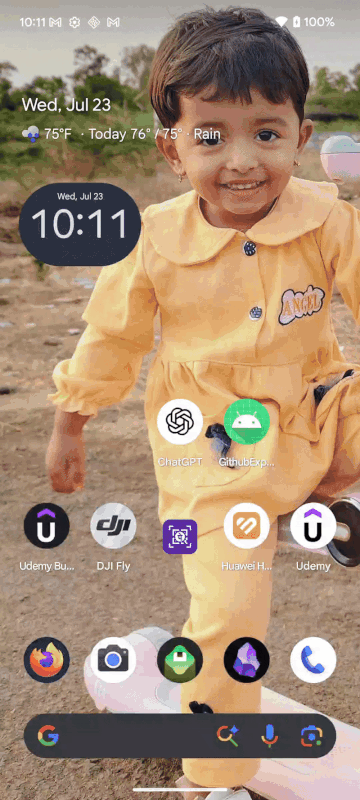 10:11
100%
Wed, Jul 23
75°F · Today 76° / 75° · Rain
Wed, Jul 23
10:11
ANGEL
ChatGPT
GithubExp...
Udemy Bu...
DJI Fly
Huawei H...
Udemy